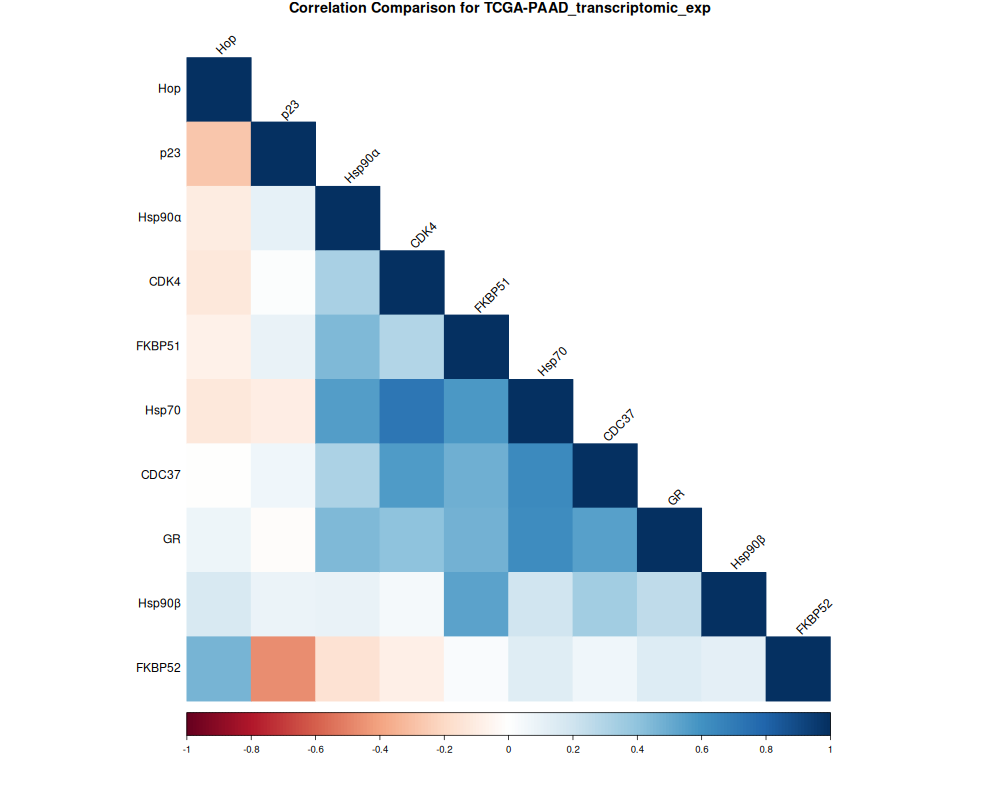 Correlation Comparison for TCGA-PAAD_transcriptomic_exp
Hop
Hop
p23
p23
Hsp90α
Hsp90α
CDK4
CDK4
FKBP51
FKBP51
Hsp70
Hsp70
CDC37
CDC37
GR
GR
Hsp90β
Hsp90β
FKBP52
FKBP52
-1 -0.8 -0.6 -0.4 -0.2 0 0.2 0.4 0.6 0.8 1